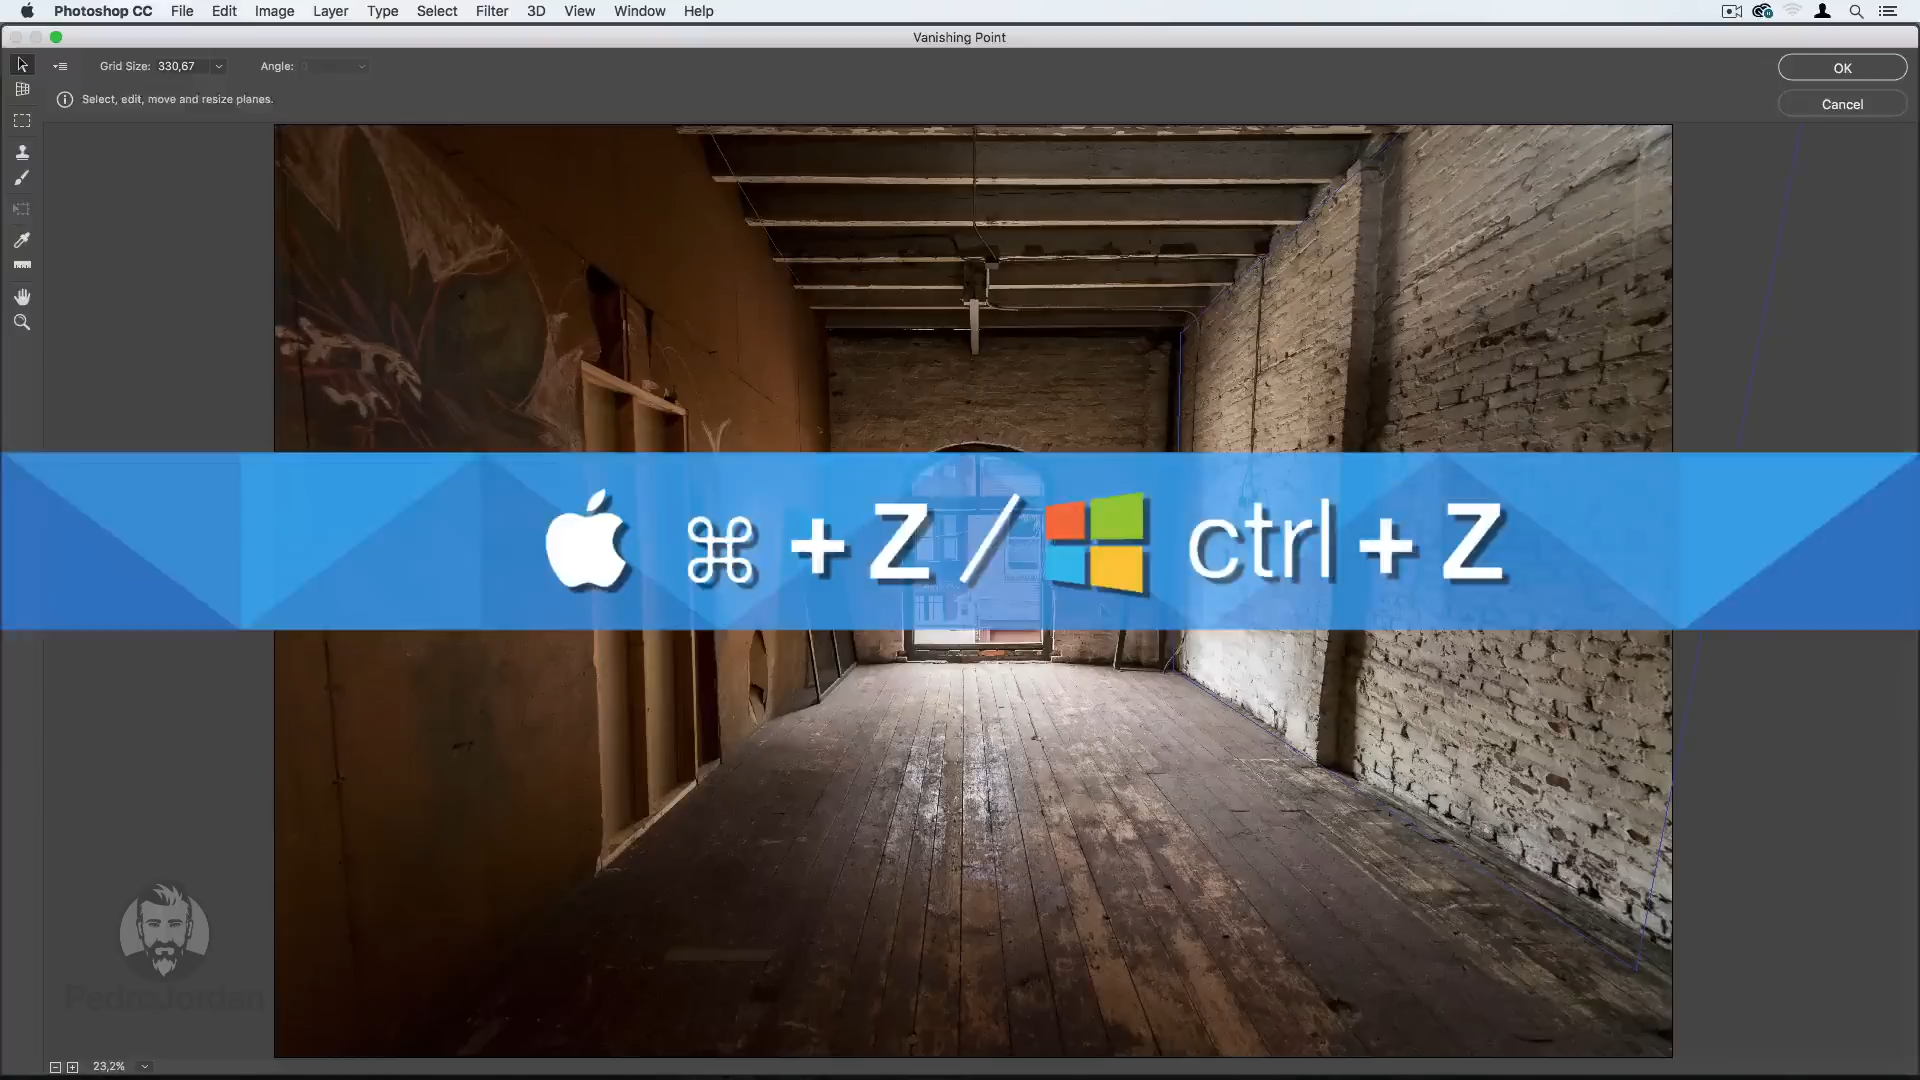 Photoshop CC File Edit Image Layer Type Select Filter 3D View Window Help
Vanishing Point
Grid Size: 330,67 Angle:
OK
Select, edit, move and resize planes.
Cancel
⌘ + Z / ctrl + Z
PedroJordan
23,2%